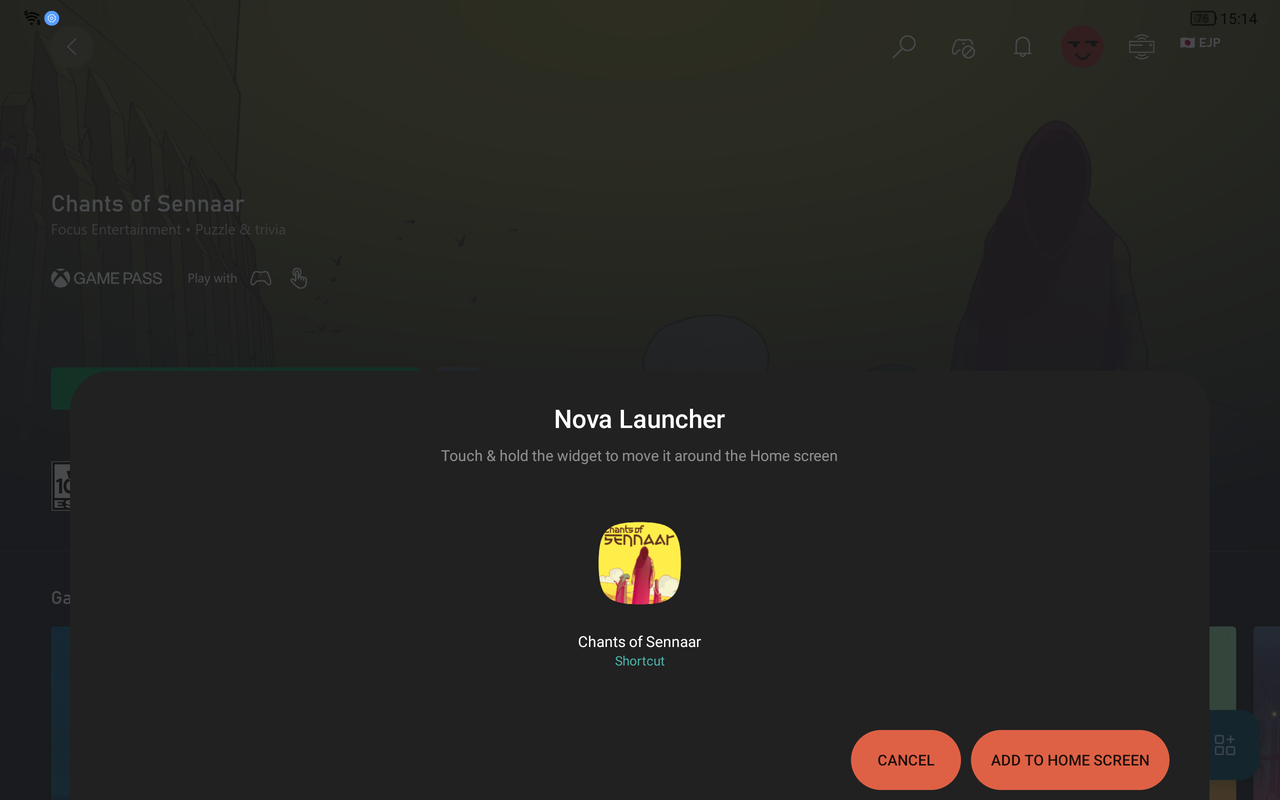 76 15:14
EJP
Chants of Sennaar
Focus Entertainment • Puzzle & trivia
GAME PASS Play with
Nova Launcher
Touch & hold the widget to move it around the Home screen
chants of
SENNAAR
Chants of Sennaar
Shortcut
Ga
CANCEL
ADD TO HOME SCREEN